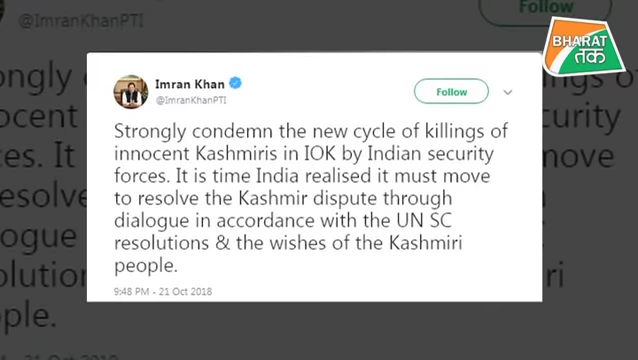 @ImranKhanPTI
Follow
BHARAT
तक
Imran Khan
@ImranKhanPTI
Follow
Strongly condemn the new cycle of killings of
innocent Kashmiris in IOK by Indian security
forces. It is time India realised it must move
to resolve the Kashmir dispute through
dialogue in accordance with the UN SC
resolutions & the wishes of the Kashmiri
people.
9:48 PM - 21 Oct 2018